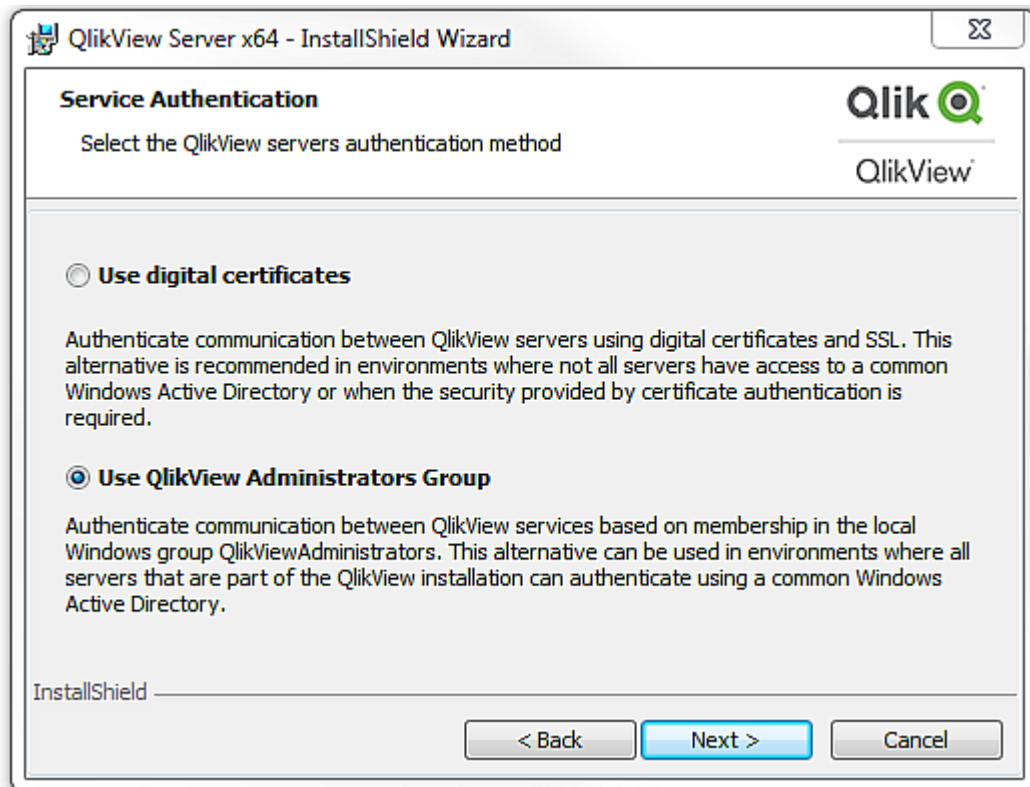 QlikView Server x64 - InstallShield Wizard
Service Authentication
Select the QlikView servers authentication method
Qlik
QlikView
Use digital certificates
Authenticate communication between QlikView servers using digital certificates and SSL. This
alternative is recommended in environments where not all servers have access to a common
Windows Active Directory or when the security provided by certificate authentication is
required.
Use QlikView Administrators Group
Authenticate communication between QlikView services based on membership in the local
Windows group QlikViewAdministrators. This alternative can be used in environments where all
servers that are part of the QlikView installation can authenticate using a common Windows
Active Directory.
InstallShield
< Back
Next >
Cancel